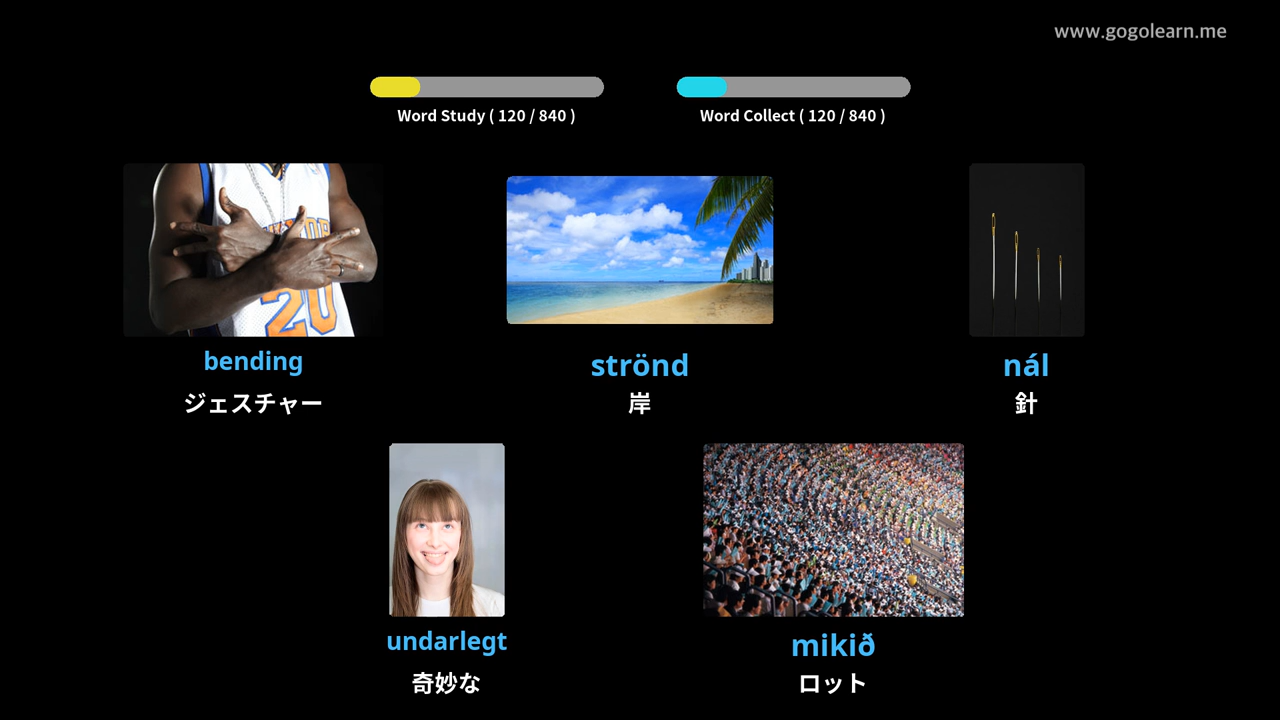 www.gogolearn.me
Word Study ( 120 / 840 )
Word Collect ( 120 / 840 )
20
bending
ジェスチャー
strönd
岸
nál
針
undarlegt
奇妙な
mikið
ロット